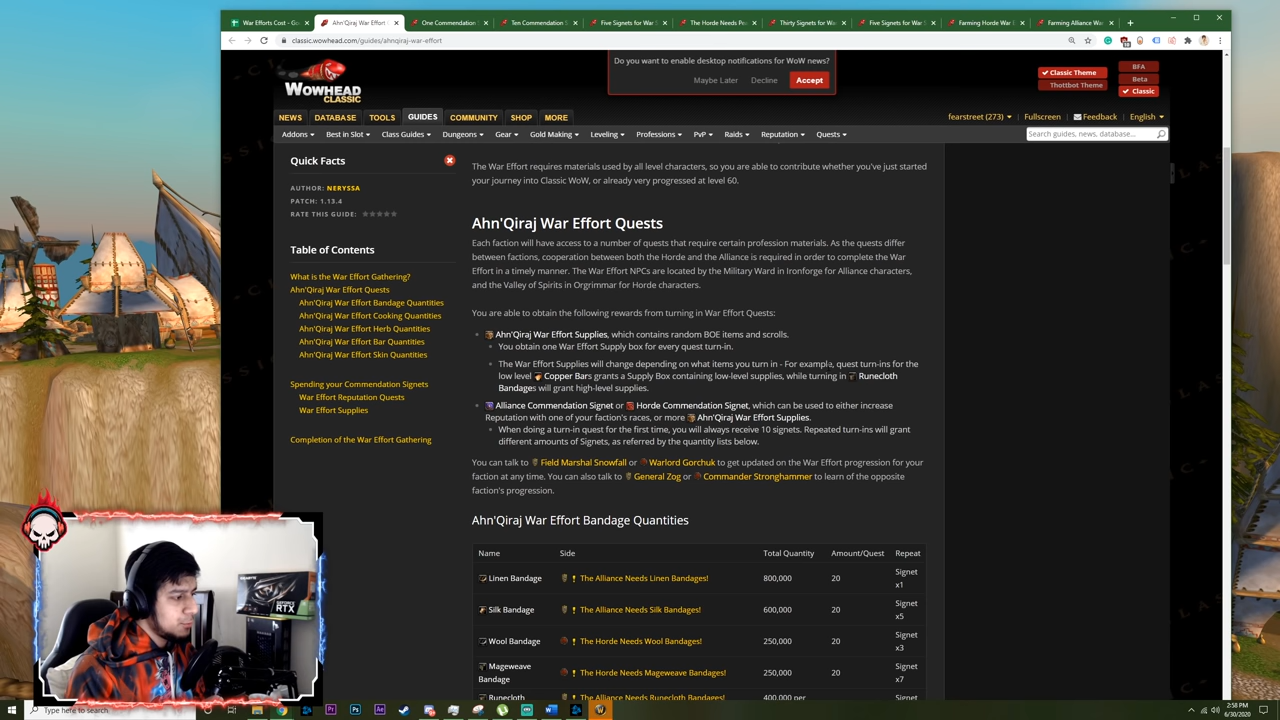 War Efforts Cost - Go
Ahn'Qiraj War Effort
One Commendation
Ten Commendation S
Five Signets for War S
The Horde Needs Pe
Thirty Signets for Wa
Five Signets for War
Farming Horde War E
Farming Alliance Wa
classic.wowhead.com/guides/ahnqiraj-war-effort
WOWHEAD
CLASSIC
Do you want to enable desktop notifications for WoW news?
Maybe Later
Decline
Accept
Classic Theme
Thottbot Theme
BFA
Beta
Classic
NEWS
DATABASE
TOOLS
GUIDES
COMMUNITY
SHOP
MORE
fearstreet (273)
Fullscreen
Feedback
English
Addons
Best in Slot
Class Guides
Dungeons
Gear
Gold Making
Leveling
Professions
PvP
Raids
Reputation
Quests
Search guides, news, database...
Quick Facts
AUTHOR: NERYSSA
PATCH: 1.13.4
RATE THIS GUIDE:
Table of Contents
What is the War Effort Gathering?
Ahn'Qiraj War Effort Quests
Ahn'Qiraj War Effort Bandage Quantities
Ahn'Qiraj War Effort Cooking Quantities
Ahn'Qiraj War Effort Herb Quantities
Ahn'Qiraj War Effort Bar Quantities
Ahn'Qiraj War Effort Skin Quantities
Spending your Commendation Signets
War Effort Reputation Quests
War Effort Supplies
Completion of the War Effort Gathering
The War Effort requires materials used by all level characters, so you are able to contribute whether you've just started
your journey into Classic WoW, or already very progressed at level 60.
Ahn'Qiraj War Effort Quests
Each faction will have access to a number of quests that require certain profession materials. As the quests differ
between factions, cooperation between both the Horde and the Alliance is required in order to complete the War
Effort in a timely manner. The War Effort NPCs are located by the Military Ward in Ironforge for Alliance characters,
and the Valley of Spirits in Orgrimmar for Horde characters.
You are able to obtain the following rewards from turning in War Effort Quests:
Ahn'Qiraj War Effort Supplies, which contains random BOE items and scrolls.
You obtain one War Effort Supply box for every quest turn-in.
The War Effort Supplies will change depending on what items you turn in - For example, quest turn-ins for the
low level Copper Bars grants a Supply Box containing low-level supplies, while turning in Runecloth
Bandages will grant high-level supplies.
Alliance Commendation Signet or Horde Commendation Signet, which can be used to either increase
Reputation with one of your faction's races, or more Ahn'Qiraj War Effort Supplies.
When doing a turn-in quest for the first time, you will always receive 10 signets. Repeated turn-ins will grant
different amounts of Signets, as referred by the quantity lists below.
You can talk to Field Marshal Snowfall or Warlord Gorchuk to get updated on the War Effort progression for your
faction at any time. You can also talk to General Zog or Commander Stronghammer to learn of the opposite
faction's progression.
Ahn'Qiraj War Effort Bandage Quantities
Name Side Total Quantity Amount/Quest Repeat
Linen Bandage The Alliance Needs Linen Bandages! 800,000 20 Signet x1
Silk Bandage The Alliance Needs Silk Bandages! 600,000 20 Signet x5
Wool Bandage The Horde Needs Wool Bandages! 250,000 20 Signet x3
Mageweave Bandage The Horde Needs Mageweave Bandages! 250,000 20 Signet x7
Runecloth The Alliance Needs Runecloth Bandages! 400,000 per Signet
GIGABYTE
RTX
Type here to search
2:58 PM
6/30/2020